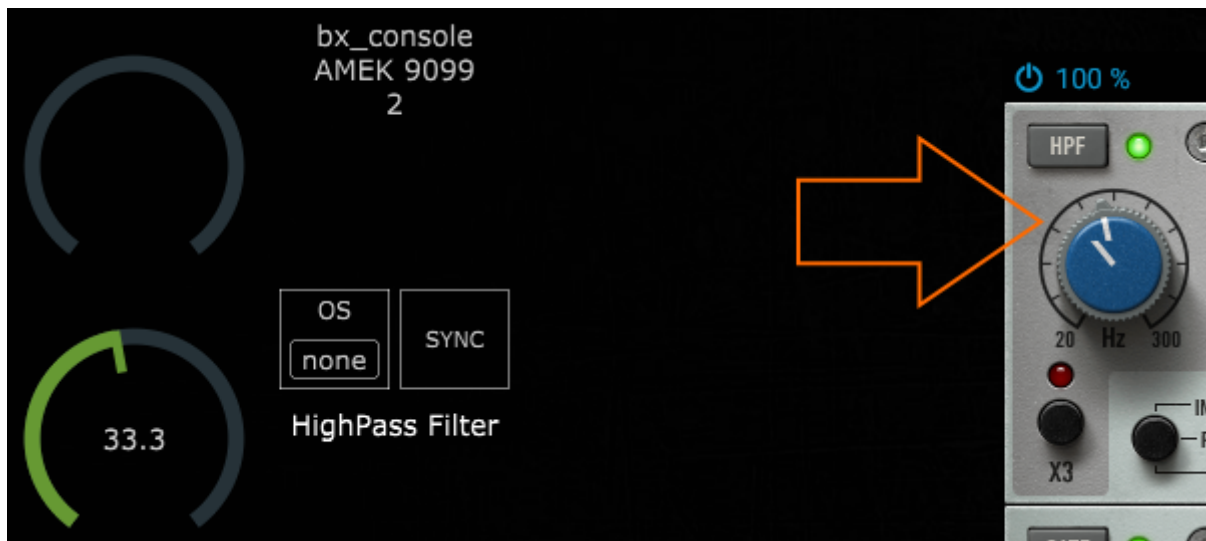 bx_console
AMEK 9099
2
100 %
HPF
OS
none
SYNC
20 Hz 300
33.3
HighPass Filter
X3